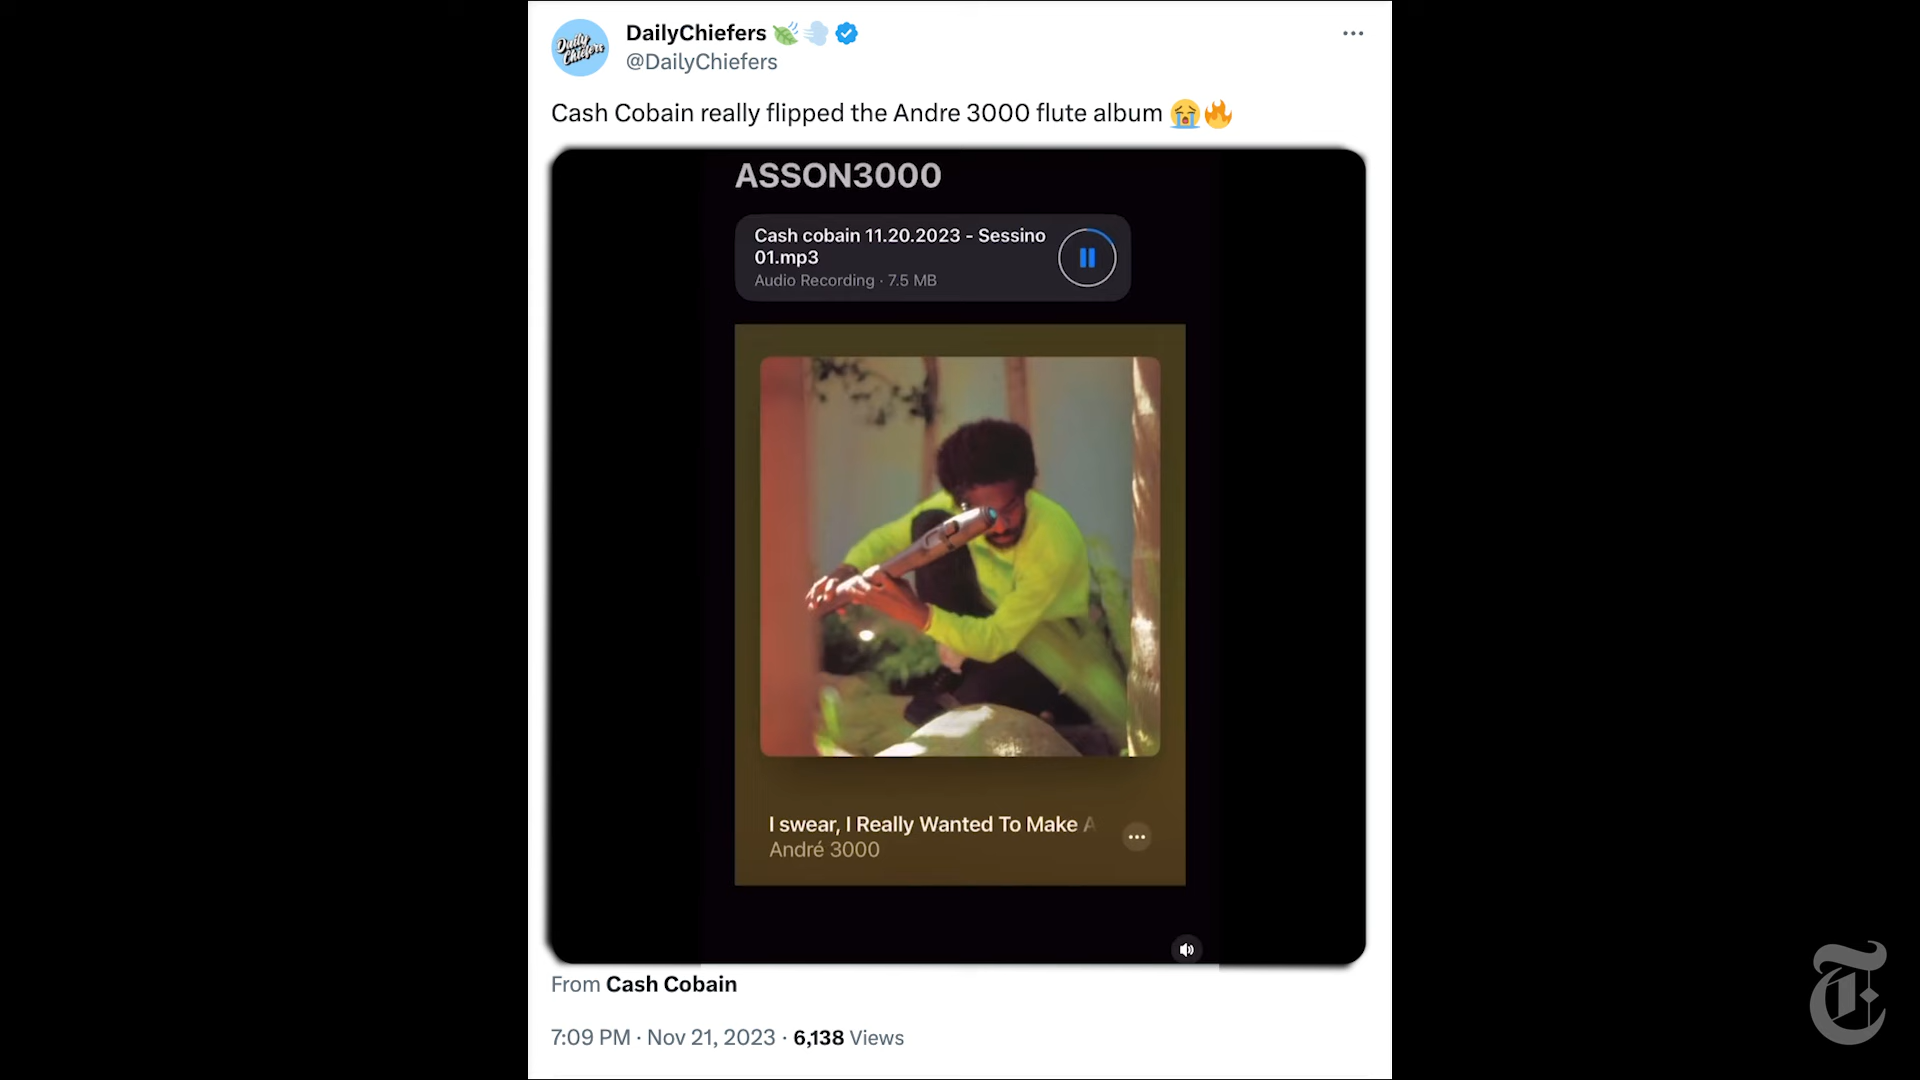 DailyChiefers
@DailyChiefers
Cash Cobain really flipped the Andre 3000 flute album
ASSON3000
Cash cobain 11.20.2023 - Sessino
01.mp3
Audio Recording · 7.5 MB
I swear, I Really Wanted To Make A
André 3000
From Cash Cobain
7:09 PM · Nov 21, 2023 · 6,138 Views
Daily
Chiefers
T